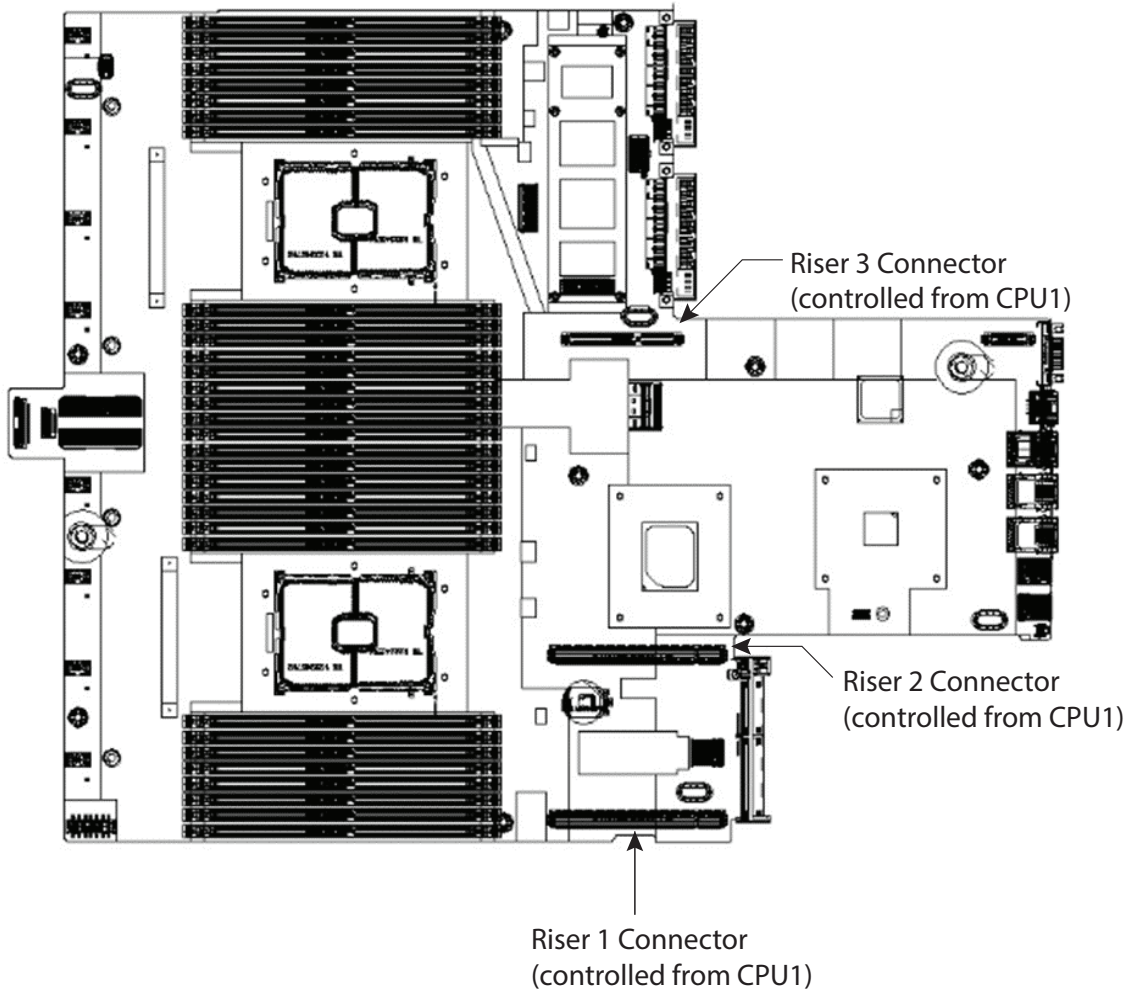 Riser 3 Connector
(controlled from CPU1)
Riser 2 Connector
(controlled from CPU1)
Riser 1 Connector
(controlled from CPU1)